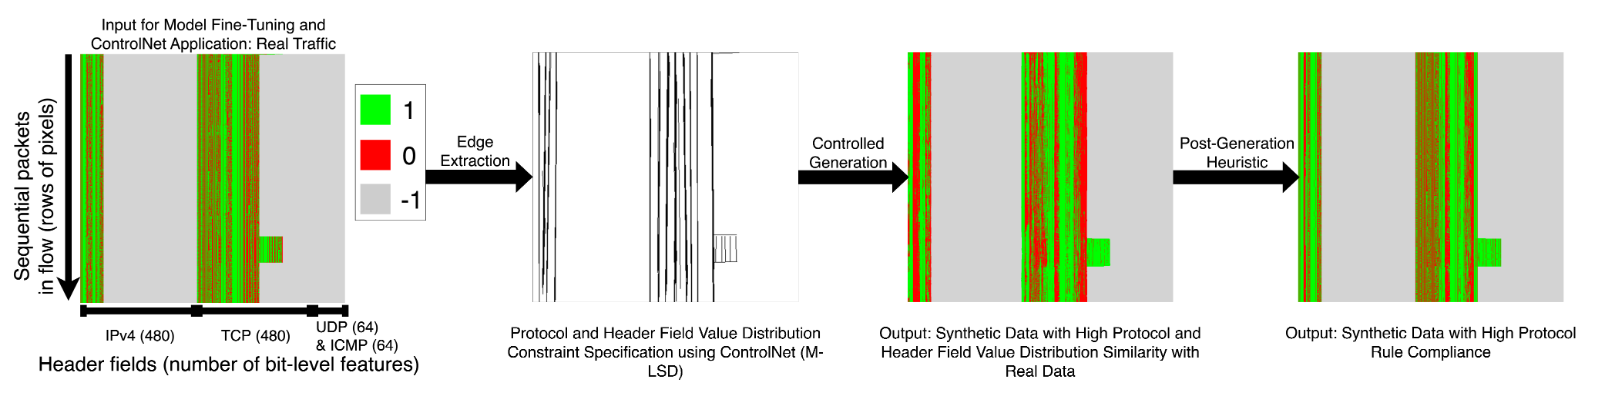 Input for Model Fine-Tuning and
ControlNet Application: Real Traffic
Sequential packets
in flow (rows of pixels)
1
0
-1
IPv4 (480)
TCP (480)
UDP (64)
& ICMP (64)
Header fields (number of bit-level features)
Edge
Extraction
Protocol and Header Field Value Distribution
Constraint Specification using ControlNet (M-
LSD)
Controlled
Generation
Output: Synthetic Data with High Protocol and
Header Field Value Distribution Similarity with
Real Data
Post-Generation
Heuristic
Output: Synthetic Data with High Protocol
Rule Compliance